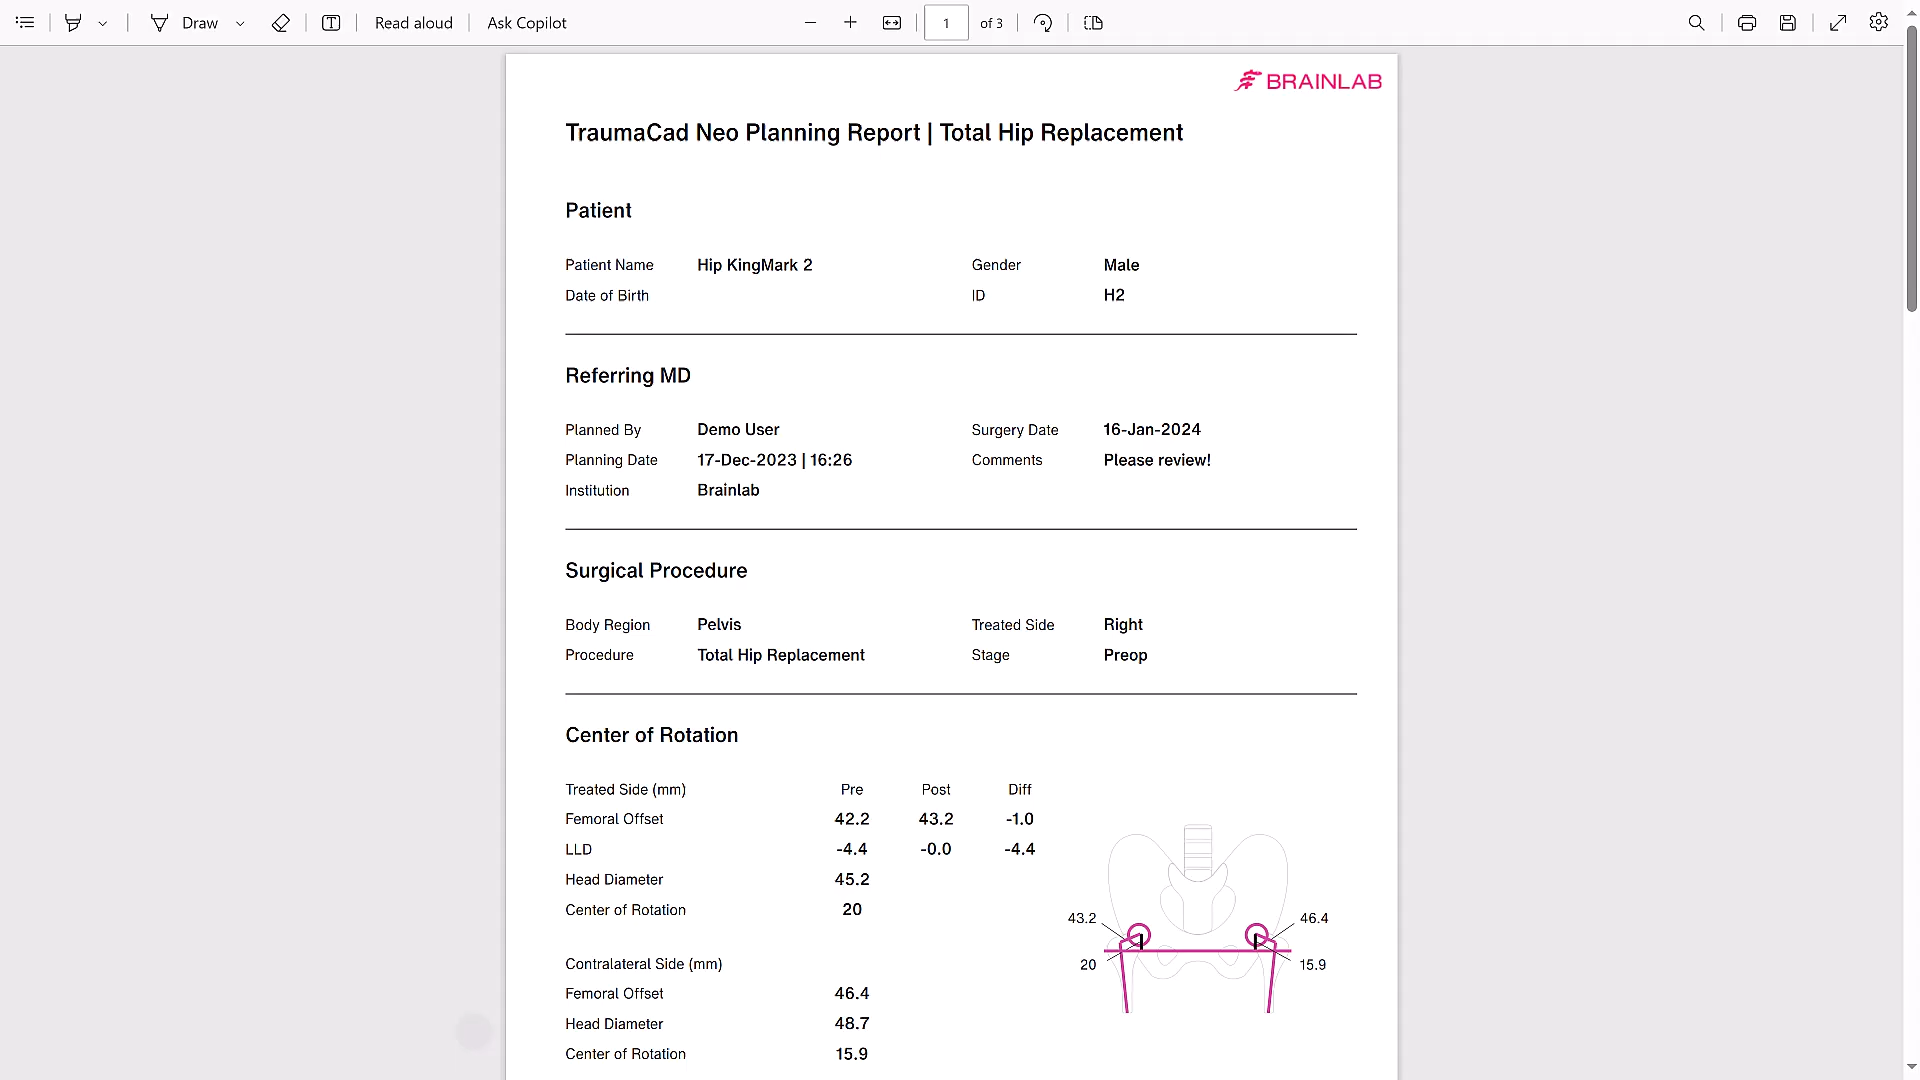 Draw Read aloud Ask Copilot 1 of 3
BRAINLAB
TraumaCad Neo Planning Report | Total Hip Replacement
Patient
Patient Name Hip KingMark 2 Gender Male
Date of Birth ID H2
Referring MD
Planned By Demo User Surgery Date 16-Jan-2024
Planning Date 17-Dec-2023 | 16:26 Comments Please review!
Institution Brainlab
Surgical Procedure
Body Region Pelvis Treated Side Right
Procedure Total Hip Replacement Stage Preop
Center of Rotation
Treated Side (mm) Pre Post Diff
Femoral Offset 42.2 43.2 -1.0
LLD -4.4 -0.0 -4.4
Head Diameter 45.2
Center of Rotation 20
43.2 46.4
20 15.9
Contralateral Side (mm)
Femoral Offset 46.4
Head Diameter 48.7
Center of Rotation 15.9